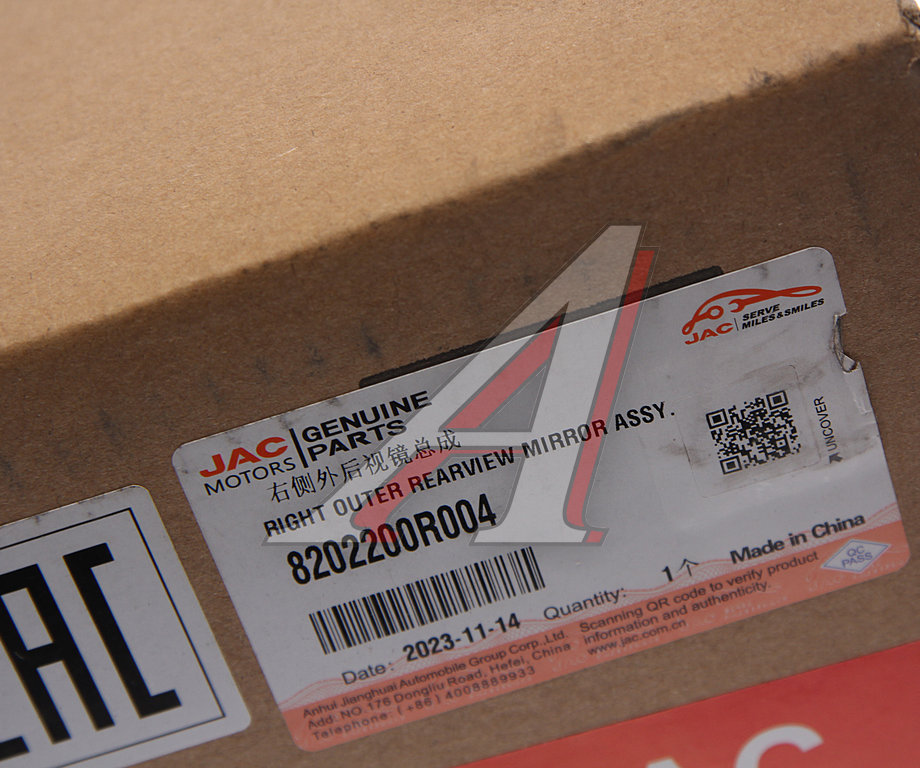 JAC
MOTORS
GENUINE
PARTS
JAC
SERVE
MILES&SMILES
右侧外后视镜总成
RIGHT OUTER REARVIEW MIRROR ASSY.
8202200R004
UNCOVER
Date: 2023-11-14
Quantity: 1个
Made in China
QC
PASS
Anhui Jianghuai Automobile Group Corp.,Ltd.
Add.NO.176 Dongliu Road, Hefei, China
Telephone: (+86) 4008889933
Scanning QR code to verify product
information and authenticity.
www.jac.com.cn
EAC
JAC